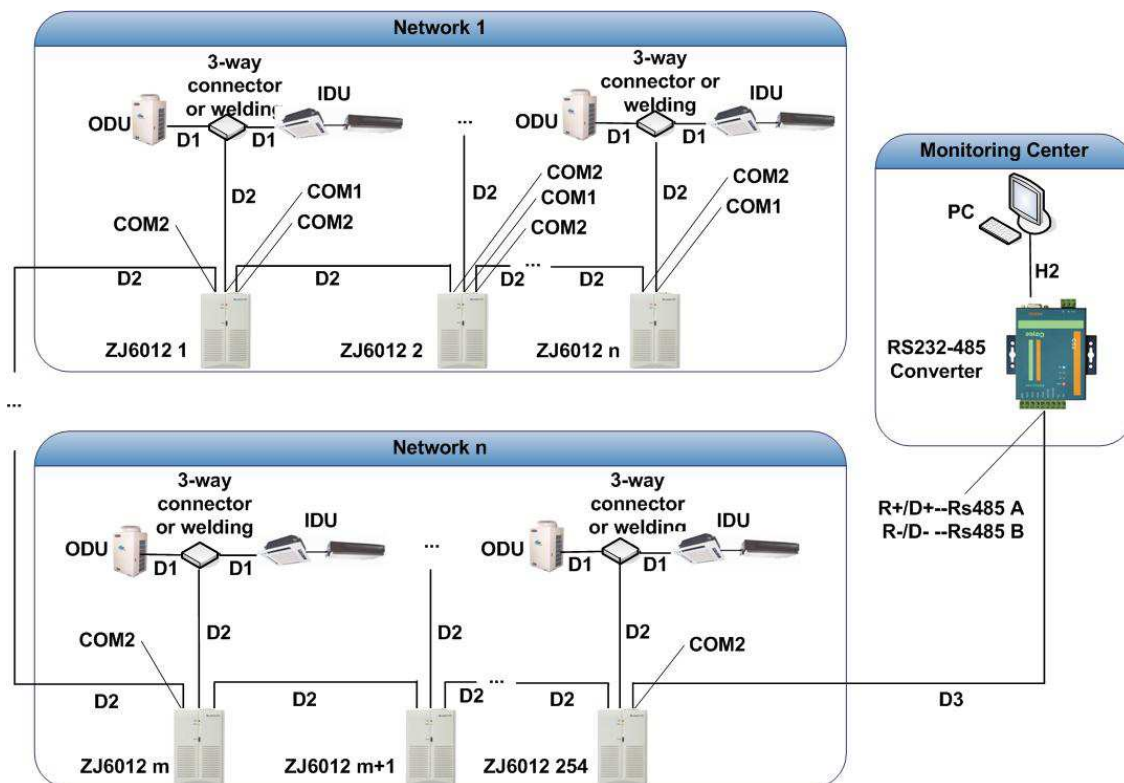 Network 1
3-way
connector
or welding
IDU
ODU
D1
D1
...
3-way
connector or
welding
IDU
ODU
D1
D1
D2
D2
D2
COM2
COM1
COM2
COM2
COM1
COM2
COM2
COM1
D2
D2
D2
...
D2
ZJ6012 1
ZJ6012 2
ZJ6012 n
...
Monitoring Center
PC
H2
RS232-485
Converter
R+/D+--Rs485 A
R-/D- --Rs485 B
Network n
3-way
connector
or welding
IDU
ODU
D1
D1
...
3-way
connector
or welding
IDU
ODU
D1
D1
COM2
D2
D2
D2
COM2
D2
D2
D2
...
D2
D3
ZJ6012 m
ZJ6012 m+1
ZJ6012 254